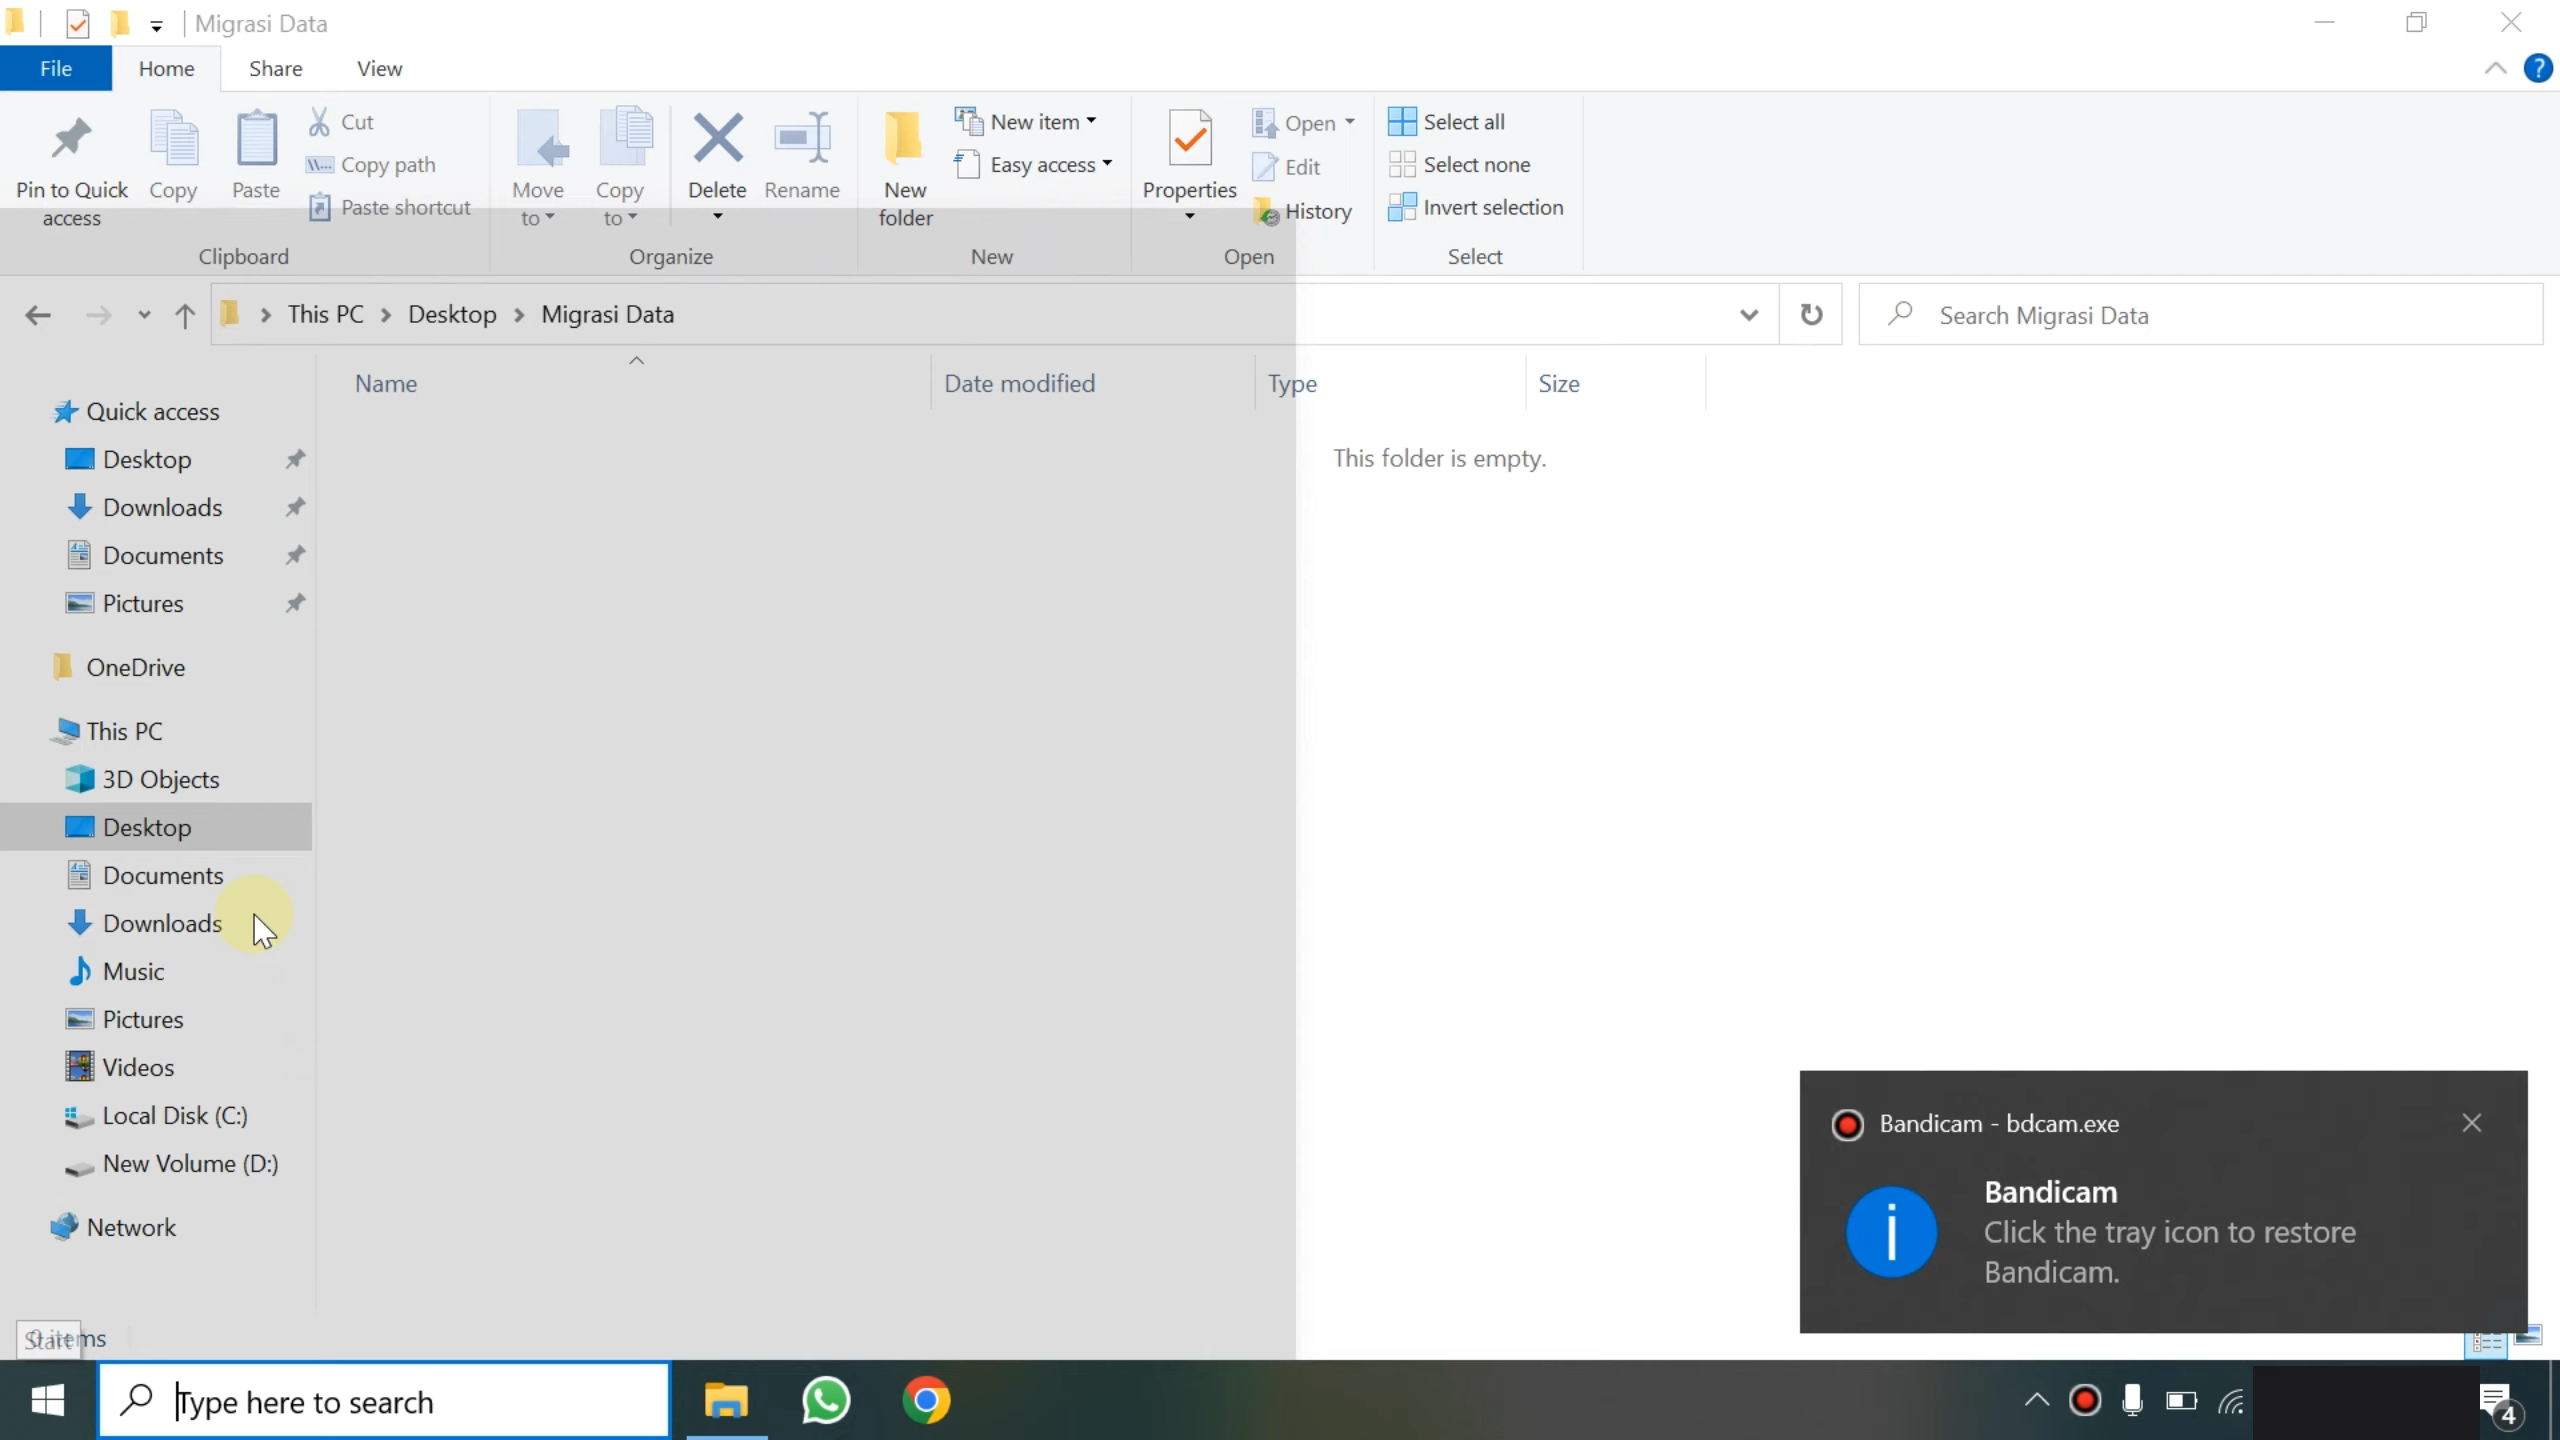 Migrasi Data
File Home Share View
Pin to Quick access
Copy
Paste
Cut
Copy path
Paste shortcut
Clipboard
Move to
Copy to
Delete
Rename
Organize
New folder
New item
Easy access
New
Properties
Open
Edit
History
Open
Select all
Select none
Invert selection
Select
This PC Desktop Migrasi Data
Search Migrasi Data
Name Date modified Type Size
This folder is empty.
Quick access
Desktop
Downloads
Documents
Pictures
OneDrive
This PC
3D Objects
Desktop
Documents
Downloads
Music
Pictures
Videos
Local Disk (C:)
New Volume (D:)
Network
Bandicam - bdcam.exe
Bandicam
Click the tray icon to restore
Bandicam.
0 items
Start
Type here to search
4